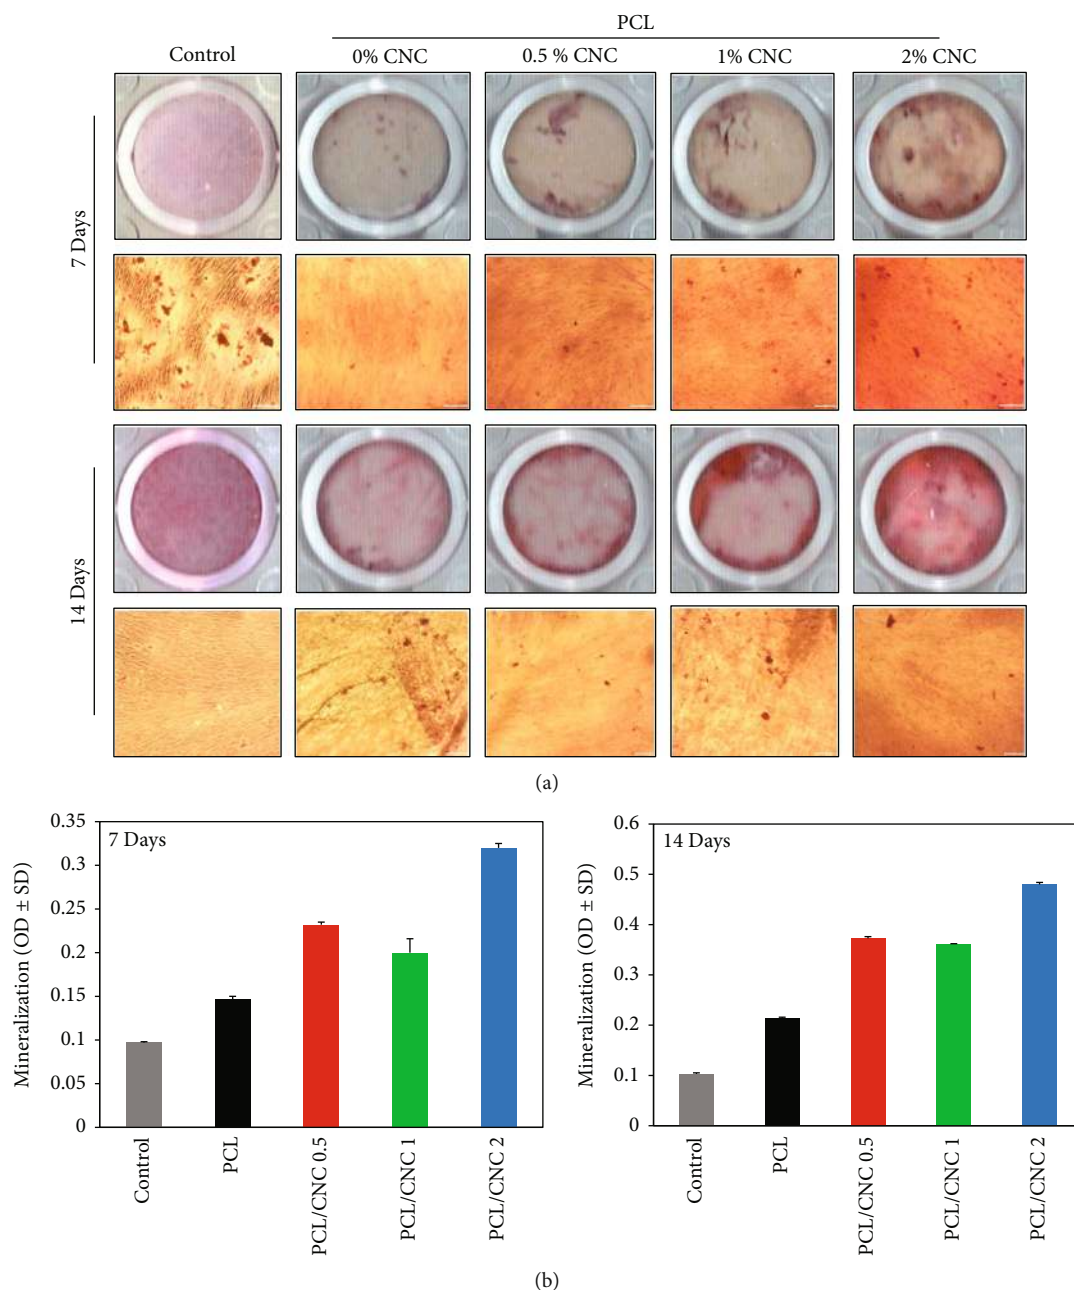 PCL
Control
0% CNC
0.5 % CNC
1% CNC
2% CNC
7 Days
14 Days
(a)
Mineralization (OD ± SD)
0.35
0.3
0.25
0.2
0.15
0.1
0.05
0
7 Days
Control
PCL
PCL/CNC 0.5
PCL/CNC 1
PCL/CNC 2
Mineralization (OD ± SD)
0.6
0.5
0.4
0.3
0.2
0.1
0
14 Days
Control
PCL
PCL/CNC 0.5
PCL/CNC 1
PCL/CNC 2
(b)